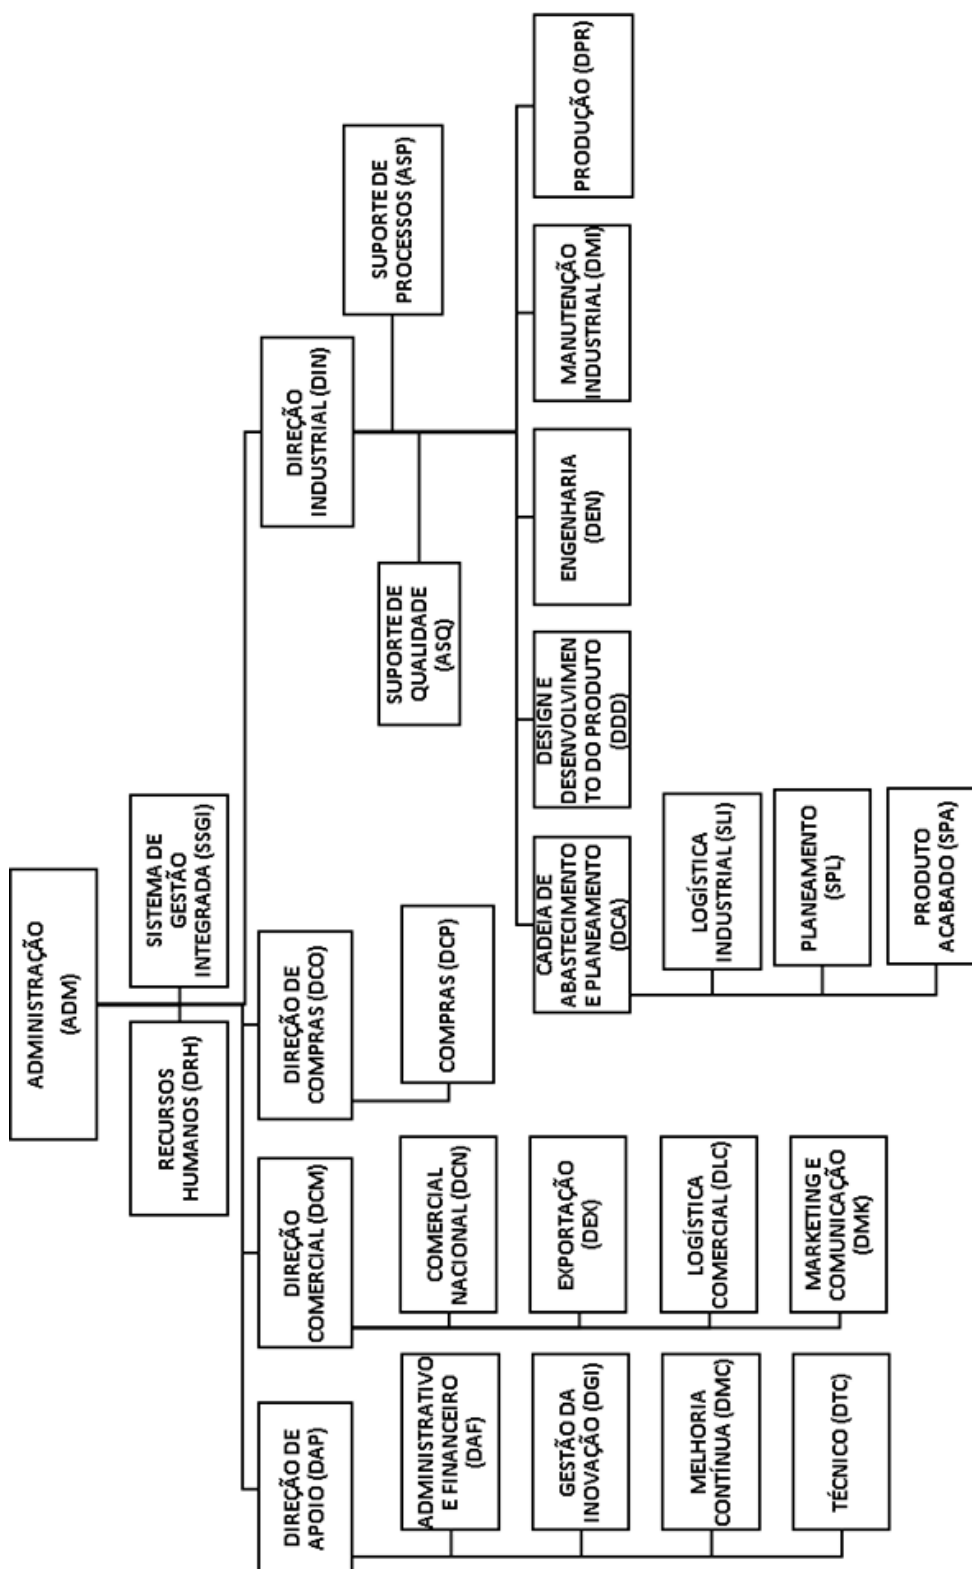 ADMINISTRAÇÃO
(ADM)
RECURSOS
HUMANOS (DRH)
SISTEMA DE
GESTÃO
INTEGRADA (SSGI)
DIREÇÃO DE
APOIO (DAP)
DIREÇÃO
COMERCIAL (DCM)
DIREÇÃO DE
COMPRAS (DCO)
DIREÇÃO
INDUSTRIAL (DIN)
ADMINISTRATIVO
E FINANCEIRO
(DAF)
GESTÃO DA
INOVAÇÃO (DGI)
MELHORIA
CONTÍNUA (DMC)
TÉCNICO (DTC)
COMERCIAL
NACIONAL (DCN)
EXPORTAÇÃO
(DEX)
LOGÍSTICA
COMERCIAL (DLC)
MARKETING E
COMUNICAÇÃO
(DMK)
COMPRAS (DCP)
SUPORTE DE
QUALIDADE
(ASQ)
SUPORTE DE
PROCESSOS (ASP)
CADEIA DE
ABASTECIMENTO
E PLANEAMENTO
(DCA)
DESIGN E
DESENVOLVIMEN
TO DO PRODUTO
(DDD)
ENGENHARIA
(DEN)
MANUTENÇÃO
INDUSTRIAL (DMI)
PRODUÇÃO (DPR)
LOGÍSTICA
INDUSTRIAL (SLI)
PLANEAMENTO
(SPL)
PRODUTO
ACABADO (SPA)